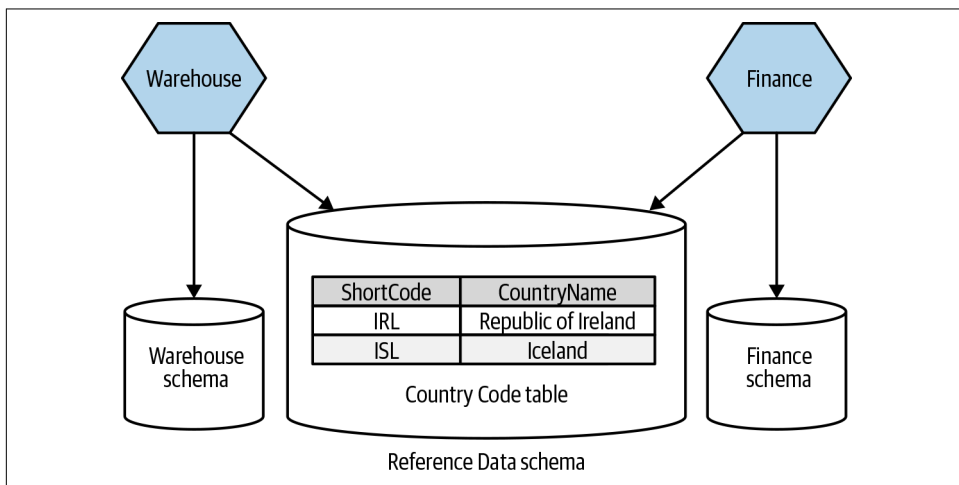 Warehouse
Finance
ShortCode CountryName
IRL Republic of Ireland
ISL Iceland
Country Code table
Warehouse
schema
Finance
schema
Reference Data schema